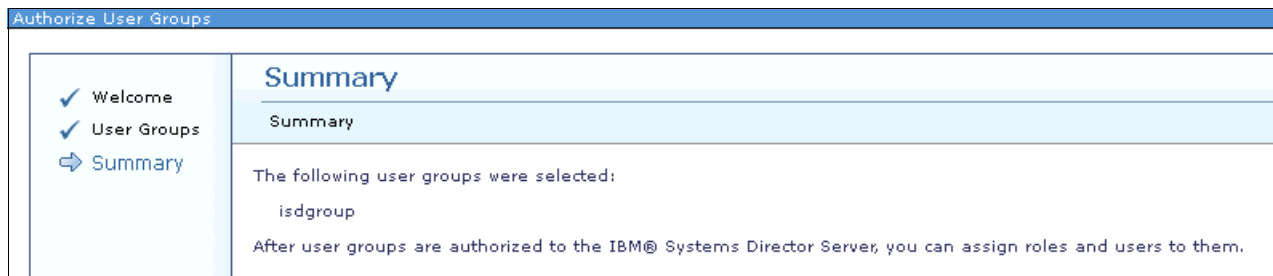 Authorize User Groups
Welcome
User Groups
Summary
Summary
Summary
The following user groups were selected:
isdgroup
After user groups are authorized to the IBM® Systems Director Server, you can assign roles and users to them.